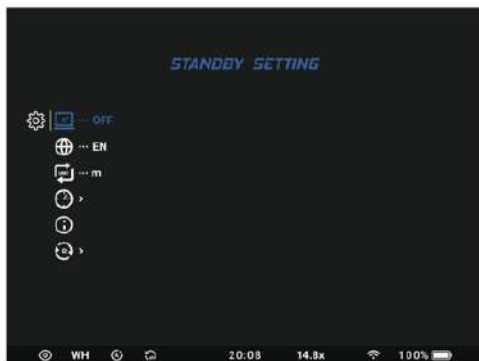 STANDBY SETTING
··· OFF
··· EN
··· m
>
>
WH 20:08 14.8x 100%